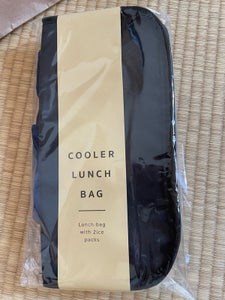 COOLER
LUNCH
BAG
Lunch bag
with 2ice
packs